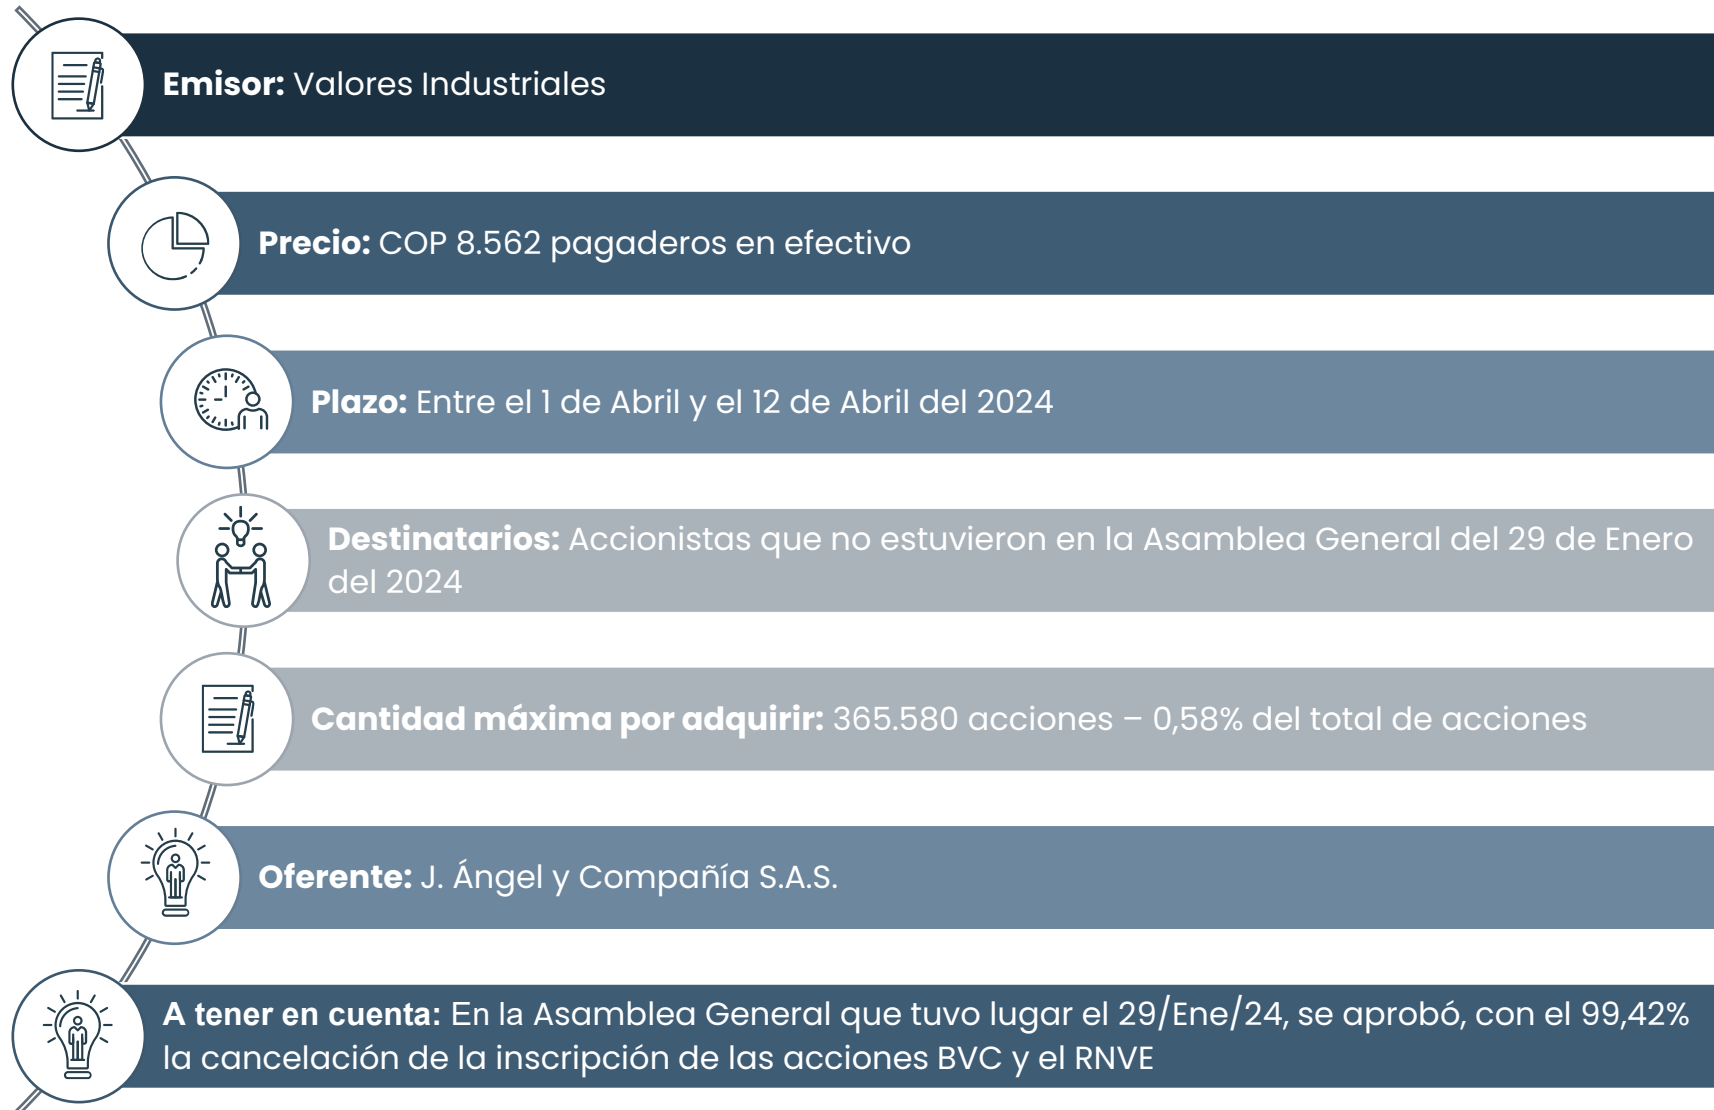 Emisor: Valores Industriales
Precio: COP 8.562 pagaderos en efectivo
Plazo: Entre el 1 de Abril y el 12 de Abril del 2024
Destinatarios: Accionistas que no estuvieron en la Asamblea General del 29 de Enero
del 2024
Cantidad máxima por adquirir: 365.580 acciones – 0,58% del total de acciones
Oferente: J. Ángel y Compañía S.A.S.
A tener en cuenta: En la Asamblea General que tuvo lugar el 29/Ene/24, se aprobó, con el 99,42%
la cancelación de la inscripción de las acciones BVC y el RNVE